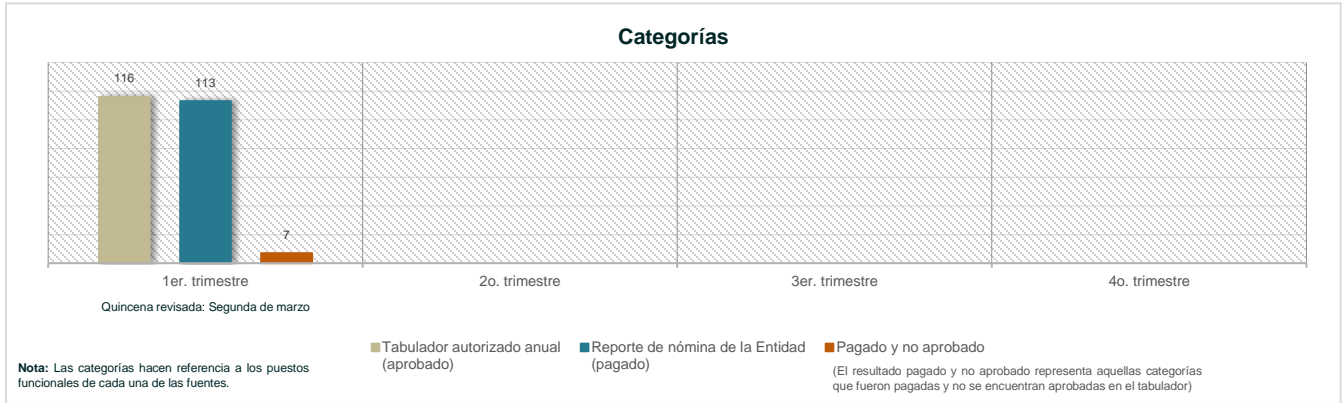 Categorías
116
113
7
1er. trimestre
2o. trimestre
3er. trimestre
4o. trimestre
Quincena revisada: Segunda de marzo
Tabulador autorizado anual
(aprobado)
Reporte de nómina de la Entidad
(pagado)
Pagado y no aprobado
(El resultado pagado y no aprobado representa aquellas categorías
que fueron pagadas y no se encuentran aprobadas en el tabulador)
Nota: Las categorías hacen referencia a los puestos
funcionales de cada una de las fuentes.